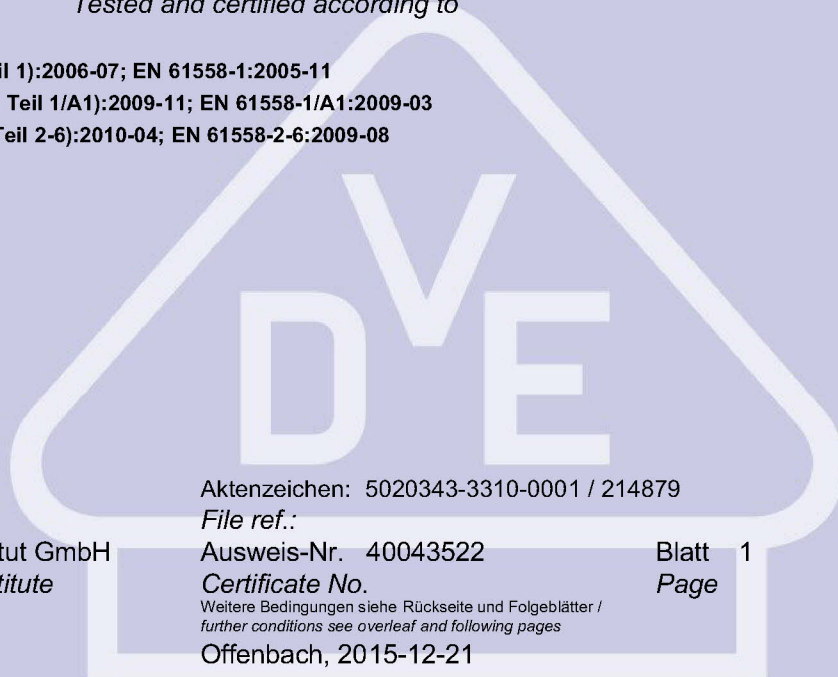 Tested and certified according to
il 1):2006-07; EN 61558-1:2005-11
Teil 1/A1):2009-11; EN 61558-1/A1:2009-03
Teil 2-6):2010-04; EN 61558-2-6:2009-08
DVE
Aktenzeichen: 5020343-3310-0001 / 214879
File ref.:
tut GmbH Ausweis-Nr. 40043522 Blatt 1
titute Certificate No. Page
Weitere Bedingungen siehe Rückseite und Folgeblätter /
further conditions see overleaf and following pages
Offenbach, 2015-12-21